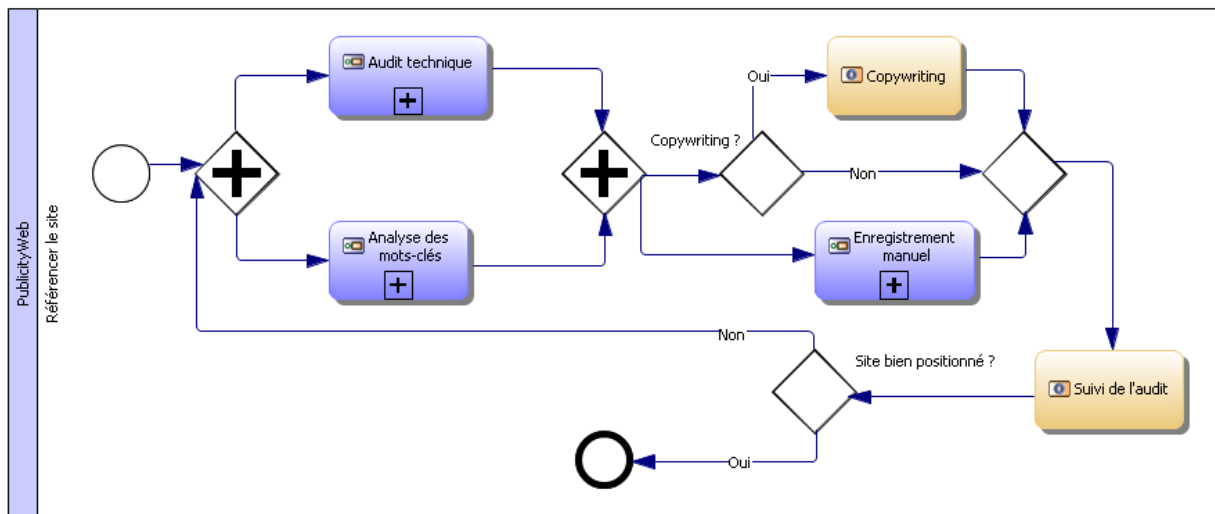 PublicityWeb
Référencer le site
Audit technique
Analyse des
mots-clés
Copywriting ?
Oui
Copywriting
Non
Enregistrement
manuel
Suivi de l'audit
Site bien positionné ?
Non
Oui